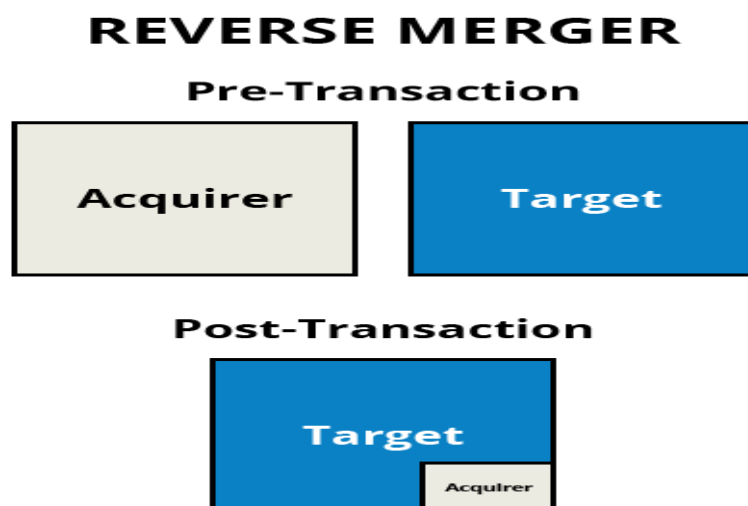 REVERSE MERGER
Pre-Transaction
Acquirer
Target
Post-Transaction
Target
Acquirer